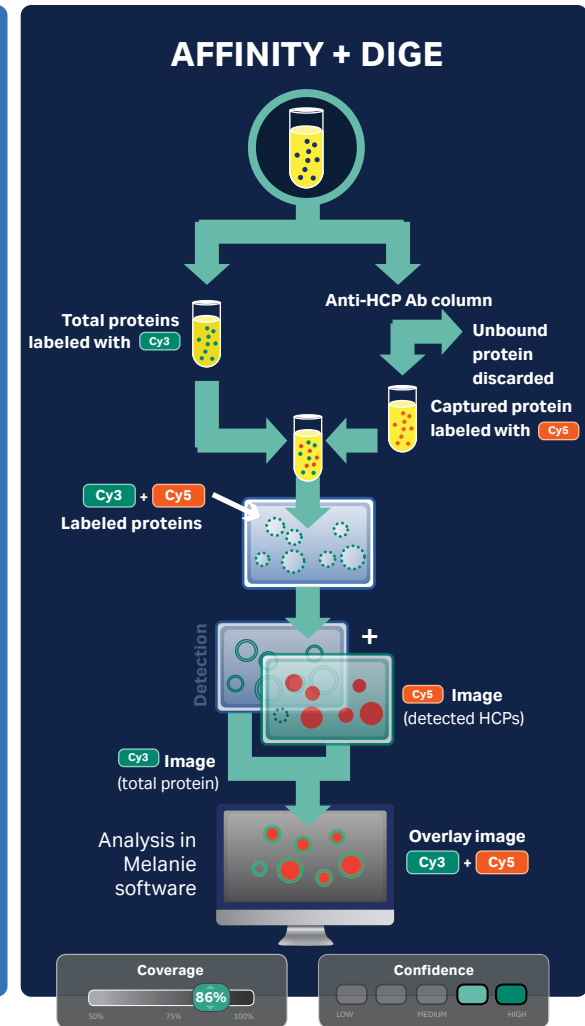 AFFINITY + DIGE
Total proteins
labeled with Cy3
Anti-HCP Ab column
Unbound
protein
discarded
Captured protein
labeled with Cy5
Cy3 + Cy5
Labeled proteins
Detection
+
Cy5 Image
(detected HCPs)
Cy3 Image
(total protein)
Analysis in
Melanie
software
Overlay image
Cy3 + Cy5
Coverage
86%
50% 75% 100%
Confidence
LOW MEDIUM HIGH